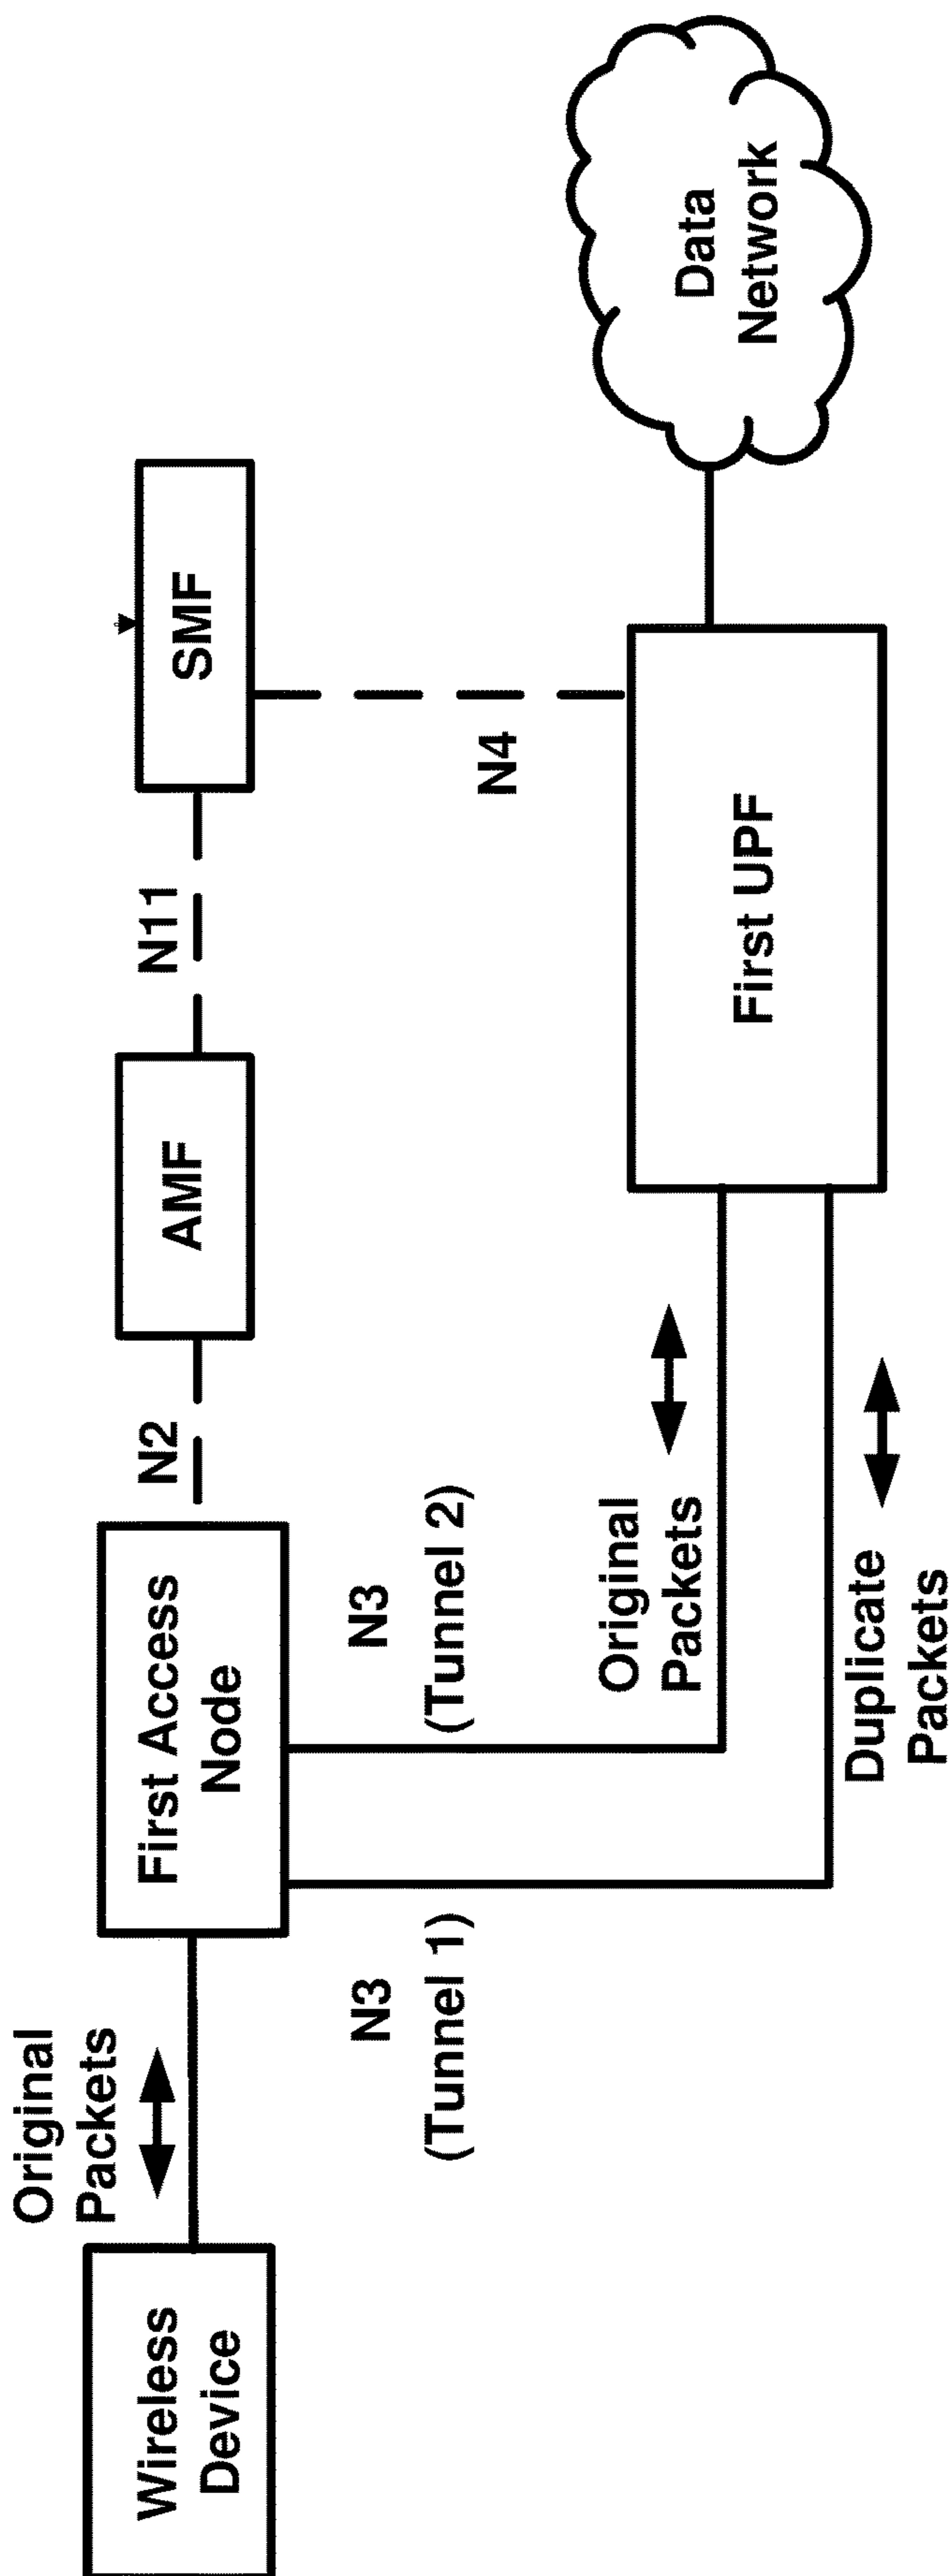 Original
Packets
Wireless
Device
First Access
Node
N2
AMF
N11
SMF
N3
(Tunnel 1)
N3
(Tunnel 2)
N4
Original
Packets
Duplicate
Packets
First UPF
Data
Network